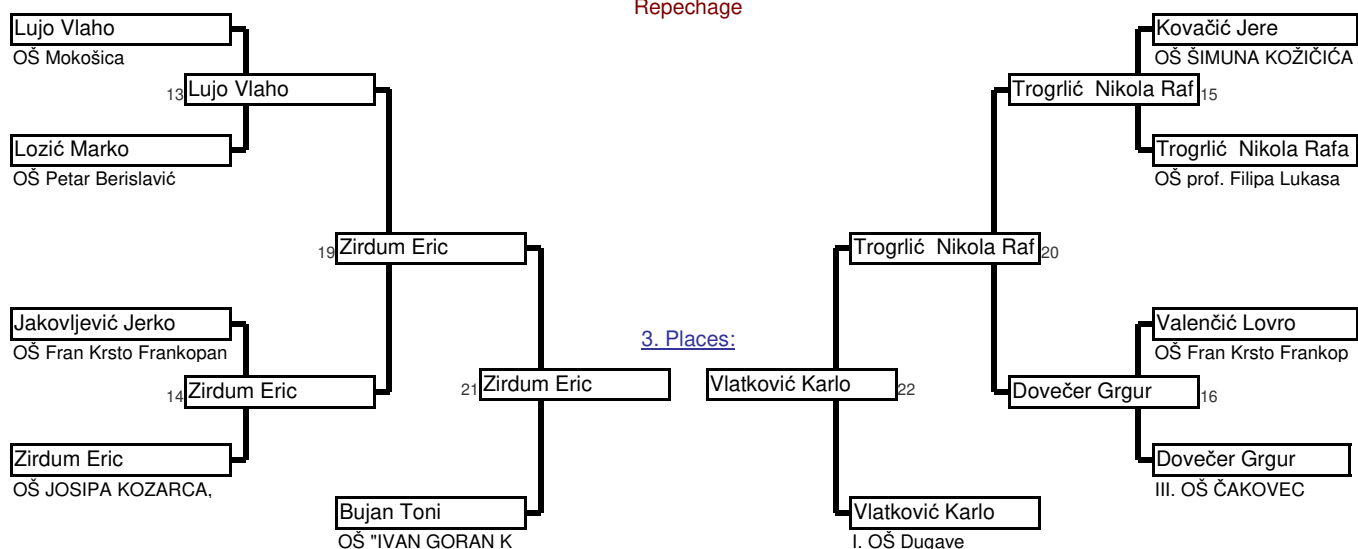 Repechage
Lujo Vlaho
OŠ Mokošica
13 Lujo Vlaho
Lozić Marko
OŠ Petar Berislavić
19 Zirdum Eric
Jakovljević Jerko
OŠ Fran Krsto Frankopan
14 Zirdum Eric
Zirdum Eric
OŠ JOSIPA KOZARCA,
21 Zirdum Eric
Bujan Toni
OŠ "IVAN GORAN K
3. Places:
Kovačić Jere
OŠ ŠIMUNA KOŽIČIĆA
Trogrlić Nikola Raf 15
Trogrlić Nikola Rafa
OŠ prof. Filipa Lukasa
Trogrlić Nikola Raf 20
Valenčić Lovro
OŠ Fran Krsto Frankop
Dovečer Grgur 16
Dovečer Grgur
III. OŠ ČAKOVEC
Vlatković Karlo 22
Vlatković Karlo
I. OŠ Dugave